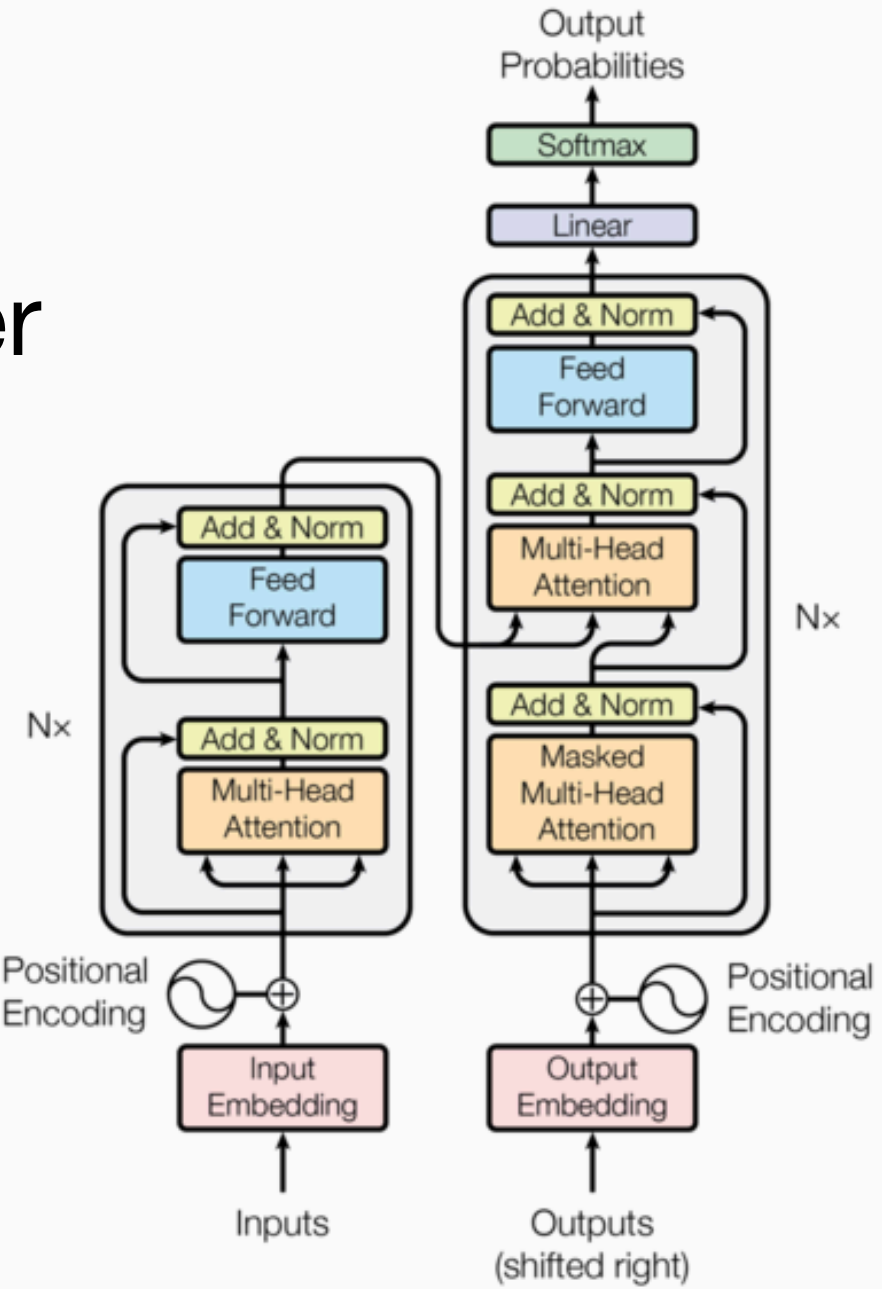 Output
Probabilities
Softmax
Linear
Add & Norm
Feed
Forward
Add & Norm
Multi-Head
Attention
Add & Norm
Masked
Multi-Head
Attention
Nx
Positional
Encoding
Output
Embedding
Outputs
(shifted right)
er
Add & Norm
Feed
Forward
Add & Norm
Multi-Head
Attention
Nx
Positional
Encoding
Input
Embedding
Inputs